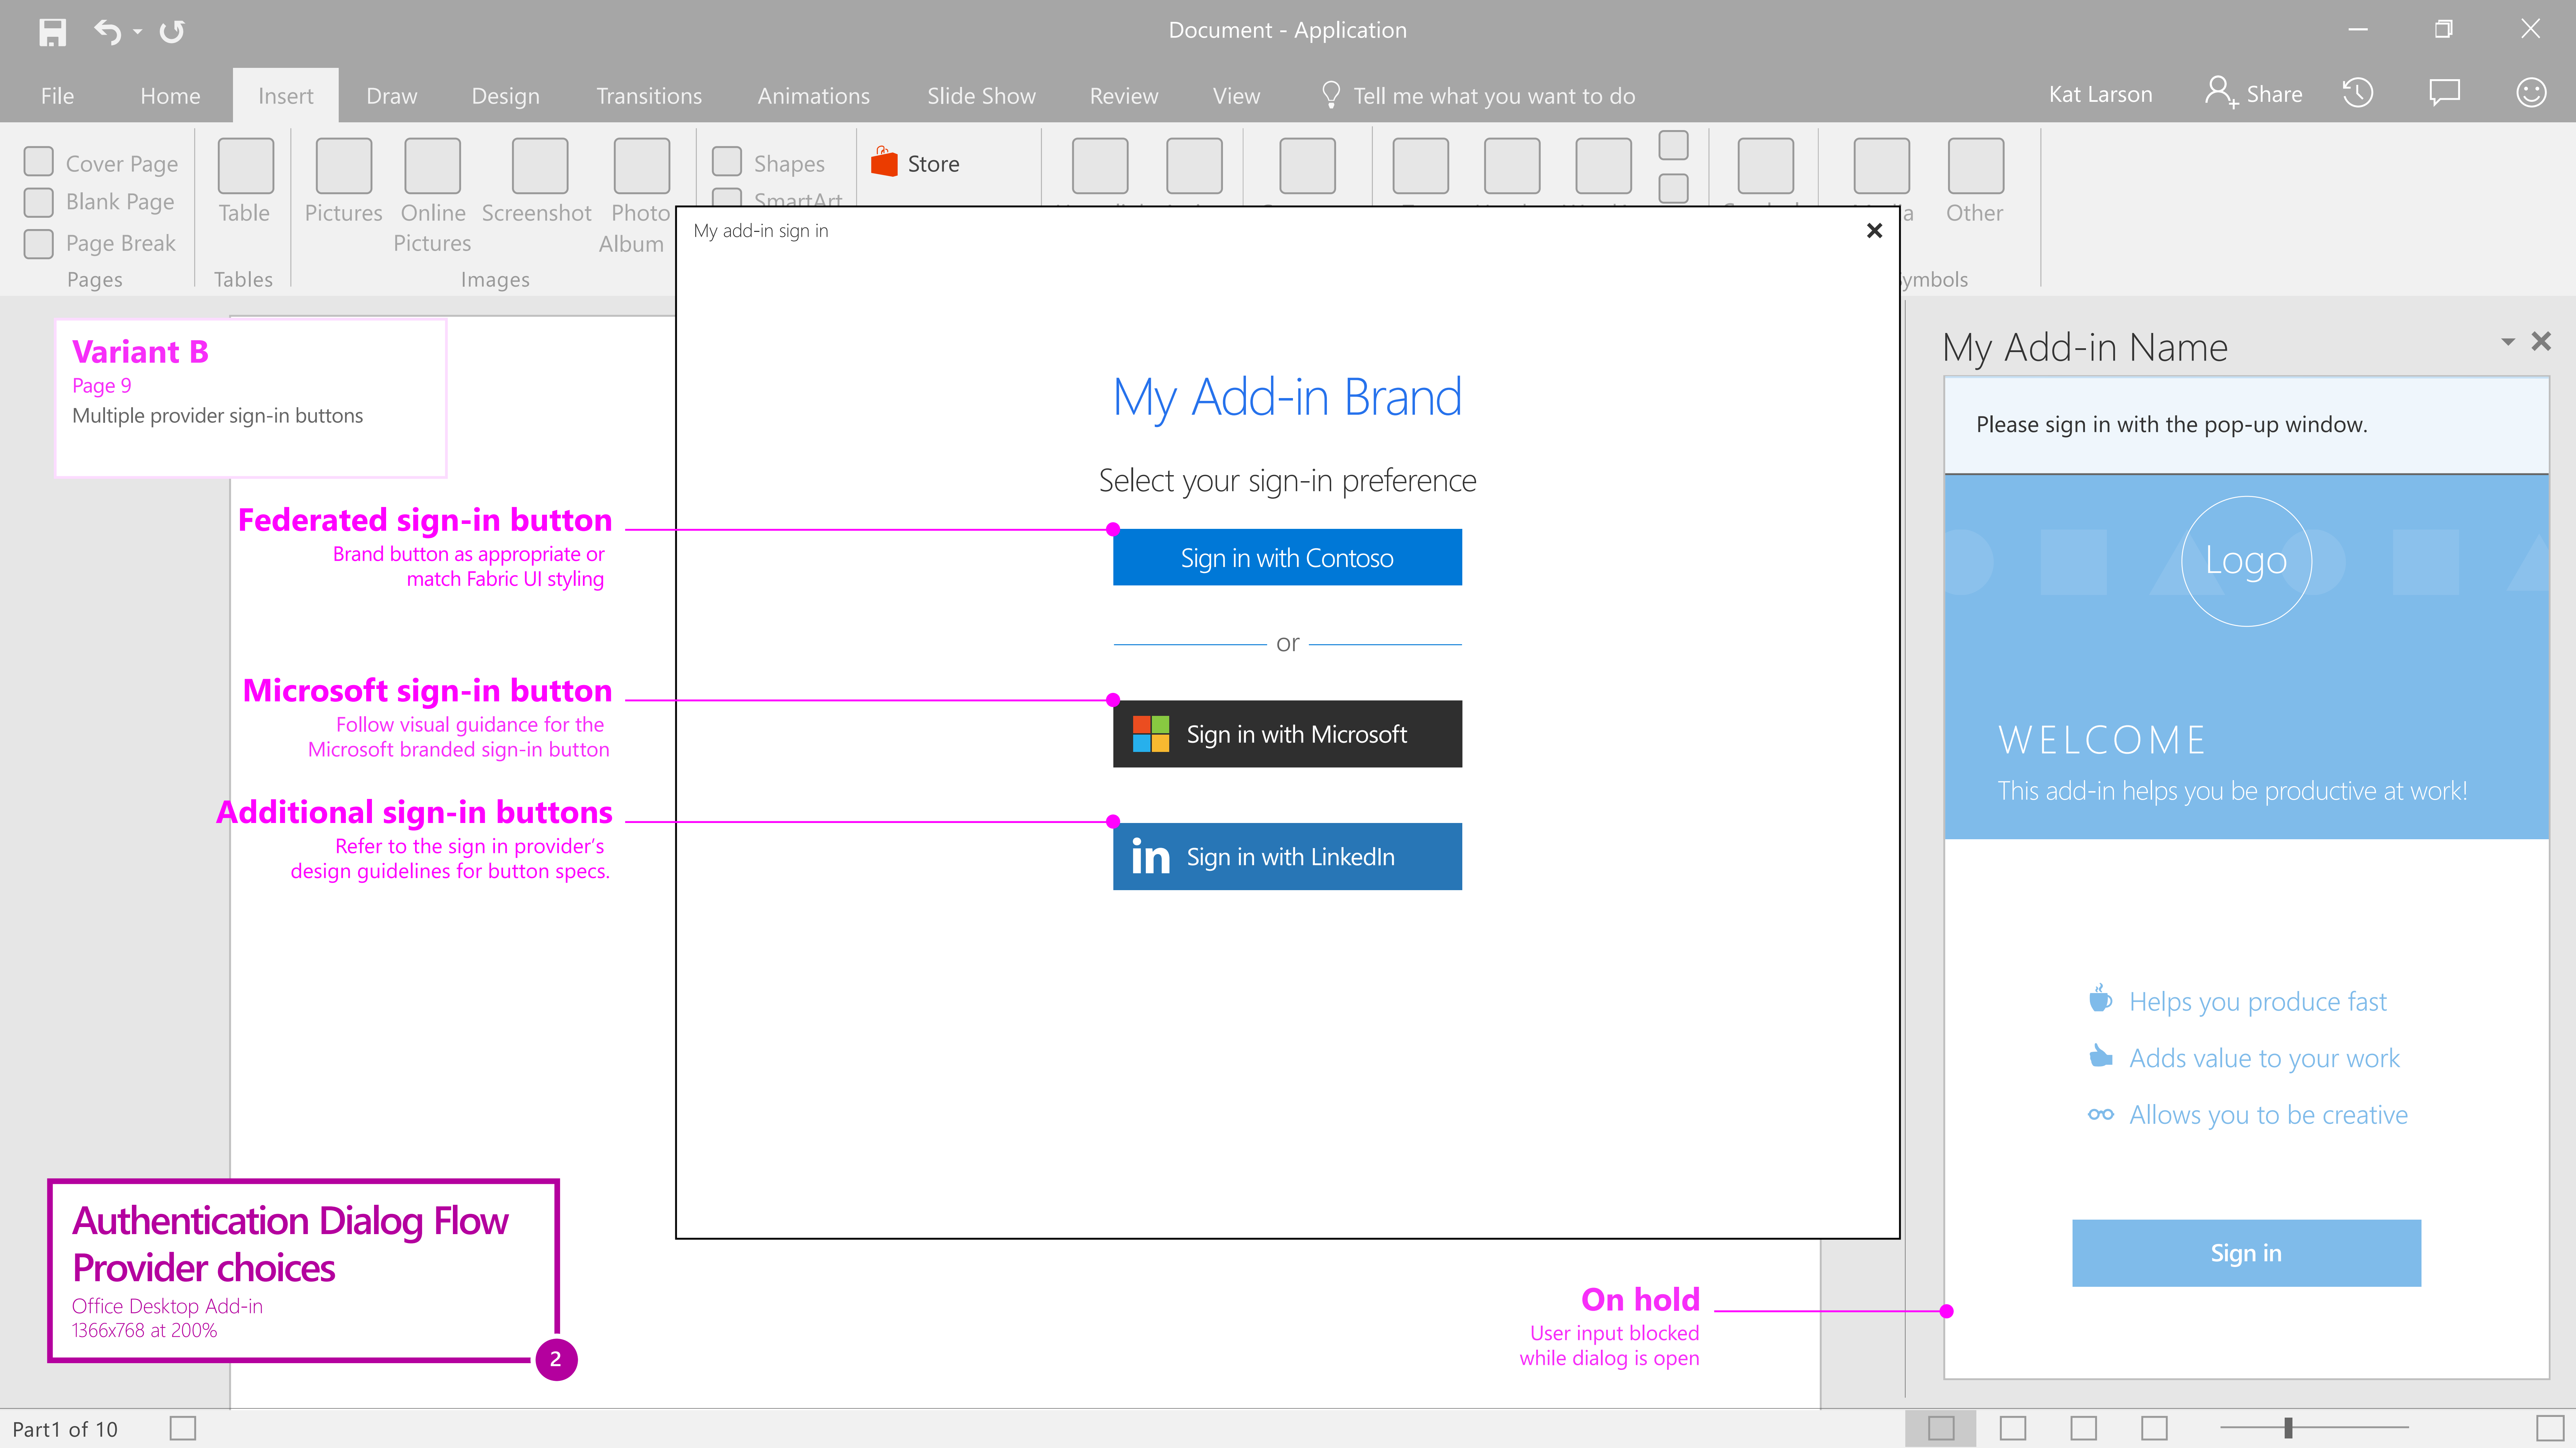 Document - Application
File
Home
Insert
Draw
Design
Transitions
Animations
Slide Show
Review
View
Tell me what you want to do
Kat Larson
Share
Cover Page
Blank Page
Page Break
Pages
Table
Tables
Pictures
Online
Pictures
Screenshot
Photo
Album
Images
Shapes
SmartArt
Store
Other
My add-in sign in
My Add-in Brand
Select your sign-in preference
Sign in with Contoso
or
Sign in with Microsoft
in Sign in with LinkedIn
Variant B
Page 9
Multiple provider sign-in buttons
Federated sign-in button
Brand button as appropriate or
match Fabric UI styling
Microsoft sign-in button
Follow visual guidance for the
Microsoft branded sign-in button
Additional sign-in buttons
Refer to the sign in provider’s
design guidelines for button specs.
Authentication Dialog Flow
Provider choices
Office Desktop Add-in
1366x768 at 200%
2
On hold
User input blocked
while dialog is open
My Add-in Name
Please sign in with the pop-up window.
Logo
WELCOME
This add-in helps you be productive at work!
Helps you produce fast
Adds value to your work
Allows you to be creative
Sign in
Part1 of 10